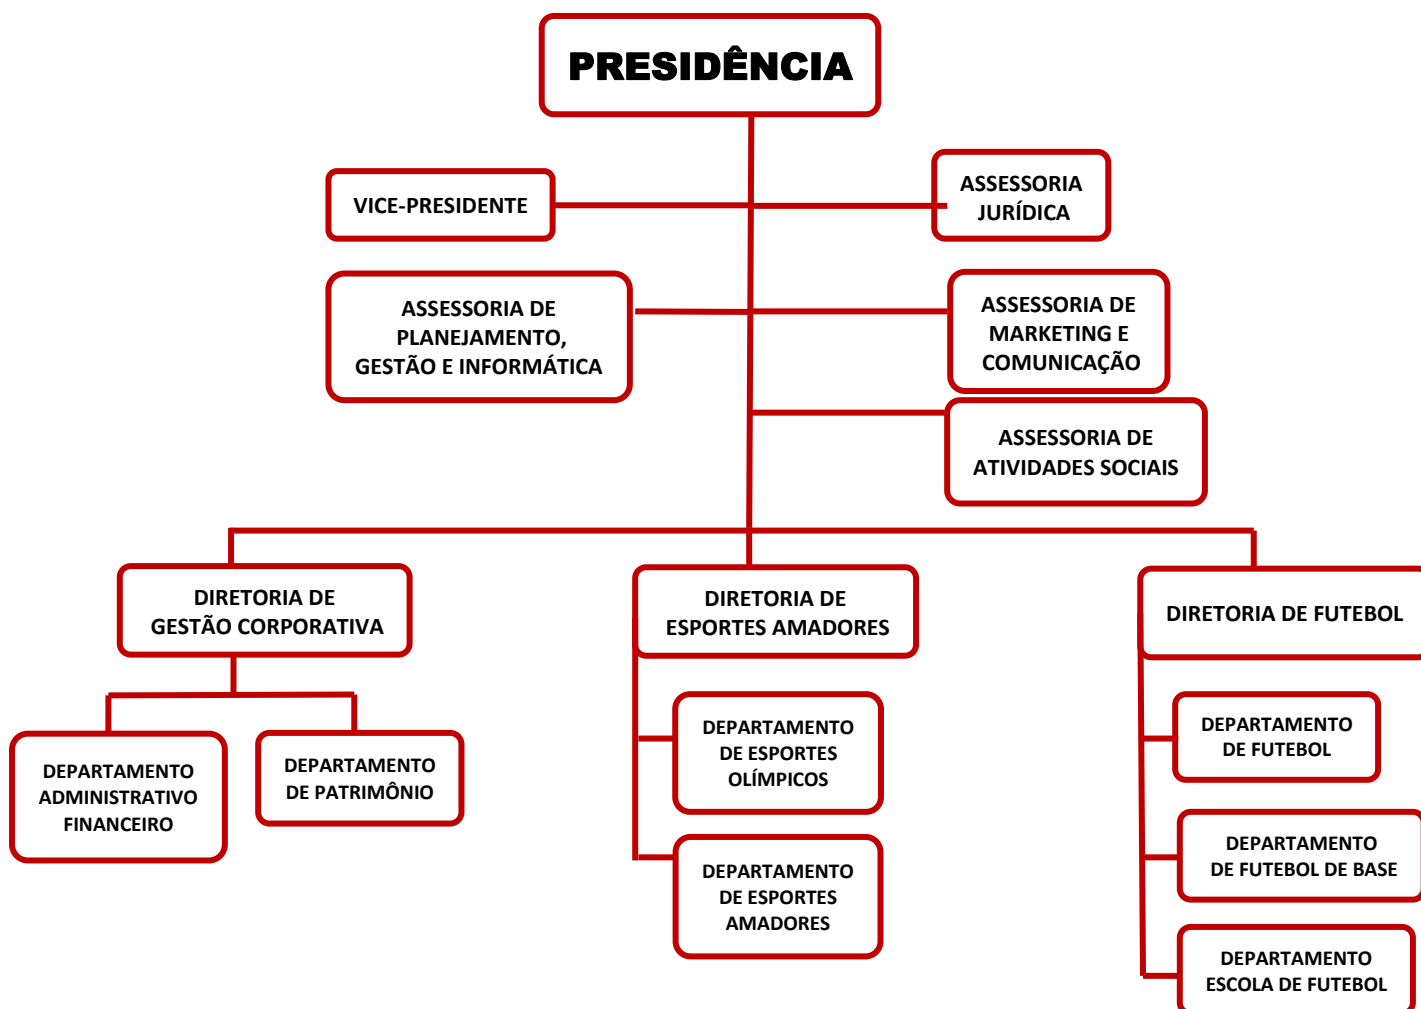 PRESIDÊNCIA
VICE-PRESIDENTE
ASSESSORIA
JURÍDICA
ASSESSORIA DE
PLANEJAMENTO,
GESTÃO E INFORMÁTICA
ASSESSORIA DE
MARKETING E
COMUNICAÇÃO
ASSESSORIA DE
ATIVIDADES SOCIAIS
DIRETORIA DE
GESTÃO CORPORATIVA
DIRETORIA DE
ESPORTES AMADORES
DIRETORIA DE FUTEBOL
DEPARTAMENTO
ADMINISTRATIVO
FINANCEIRO
DEPARTAMENTO
DE PATRIMÔNIO
DEPARTAMENTO
DE ESPORTES
OLÍMPICOS
DEPARTAMENTO
DE ESPORTES
AMADORES
DEPARTAMENTO
DE FUTEBOL
DEPARTAMENTO
DE FUTEBOL DE BASE
DEPARTAMENTO
ESCOLA DE FUTEBOL